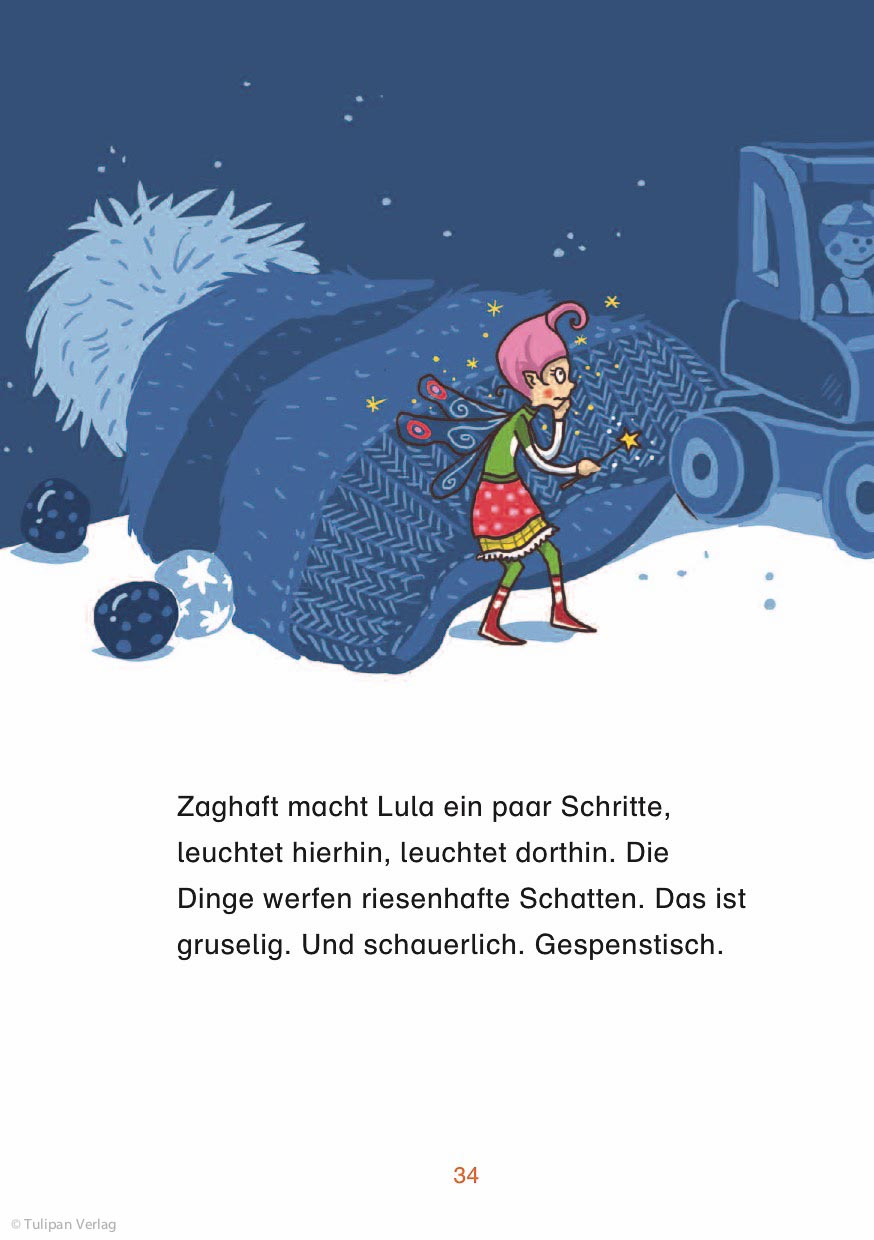 Zaghaft macht Lula ein paar Schritte,
leuchtet hierhin, leuchtet dorthin. Die
Dinge werfen riesenhafte Schatten. Das ist
gruselig. Und schauerlich. Gespenstisch.
34
© Tulipan Verlag